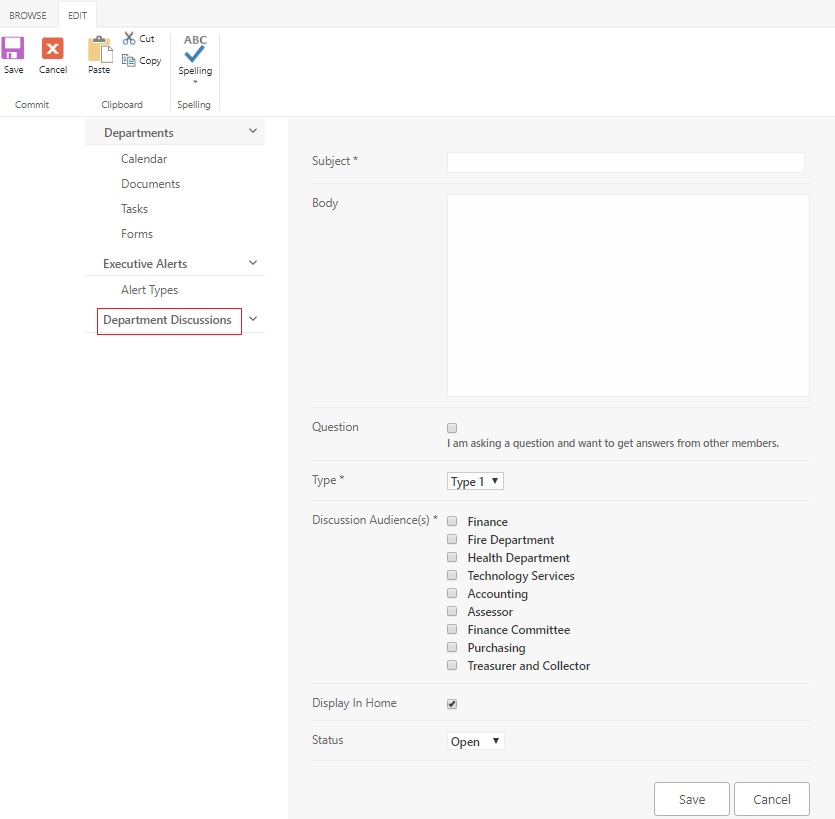 BROWSE EDIT
Save Cancel Paste Cut
Copy
ABC
Spelling
Commit Clipboard Spelling
Departments
Calendar
Documents
Tasks
Forms
Executive Alerts
Alert Types
Department Discussions
Subject *
Body
Question
I am asking a question and want to get answers from other members.
Type * Type 1
Discussion Audience(s) * Finance
Fire Department
Health Department
Technology Services
Accounting
Assessor
Finance Committee
Purchasing
Treasurer and Collector
Display In Home
Status Open
Save Cancel